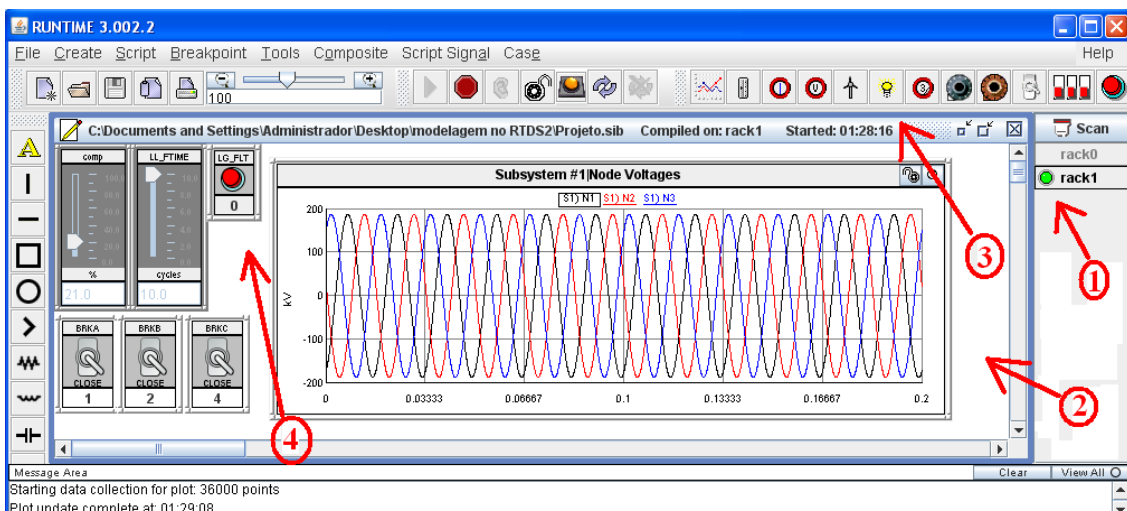 RUNTIME 3.002.2
File Create Script Breakpoint Tools Composite Script Signal Case Help
100
C:\Documents and Settings\Administrador\Desktop\modelagem no RTDS2\Projeto.sib Compiled on: rack1 Started: 01:28:16
Scan
rack0
rack1
comp
%
21.0
LL_FTIME
cycles
10.0
LG_FLT
0
BRKA
CLOSE
1
BRKB
CLOSE
2
BRKC
CLOSE
4
Subsystem #1|Node Voltages
S1) N1 S1) N2 S1) N3
kV
200
100
0
-100
-200
0 0.03333 0.06667 0.1 0.13333 0.16667 0.2
1
2
3
4
Message Area Clear View All
Starting data collection for plot: 36000 points
Plot update complete at: 01:29:08